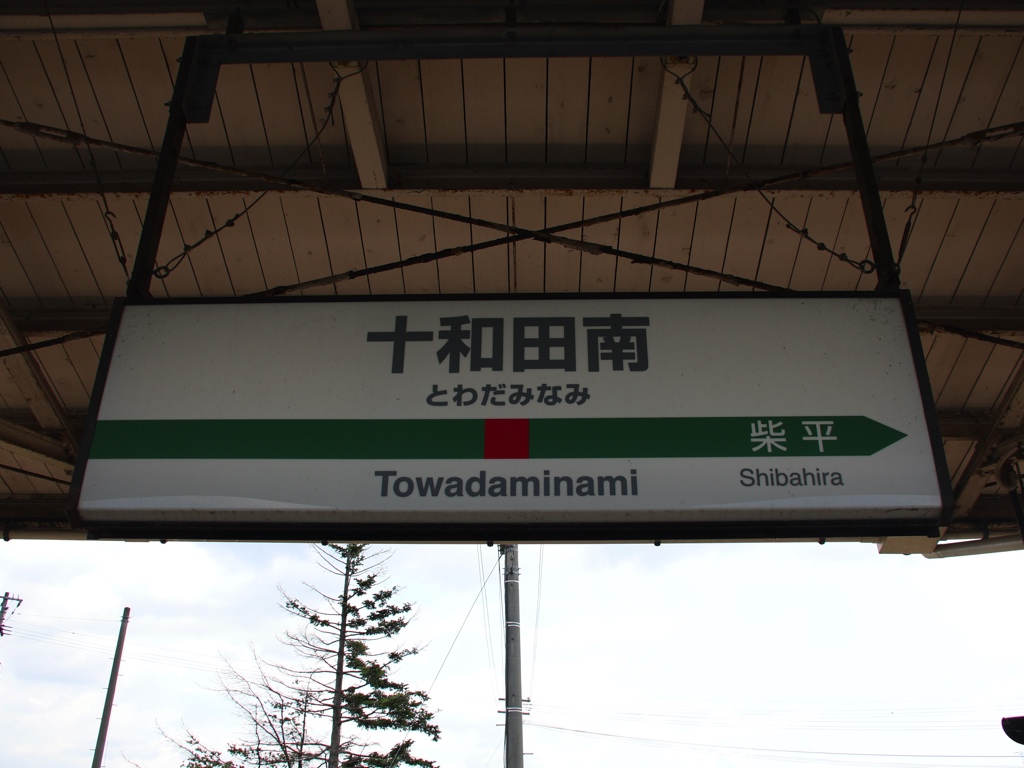 十和田南
とわだみなみ
柴平
Towadaminami
Shibahira